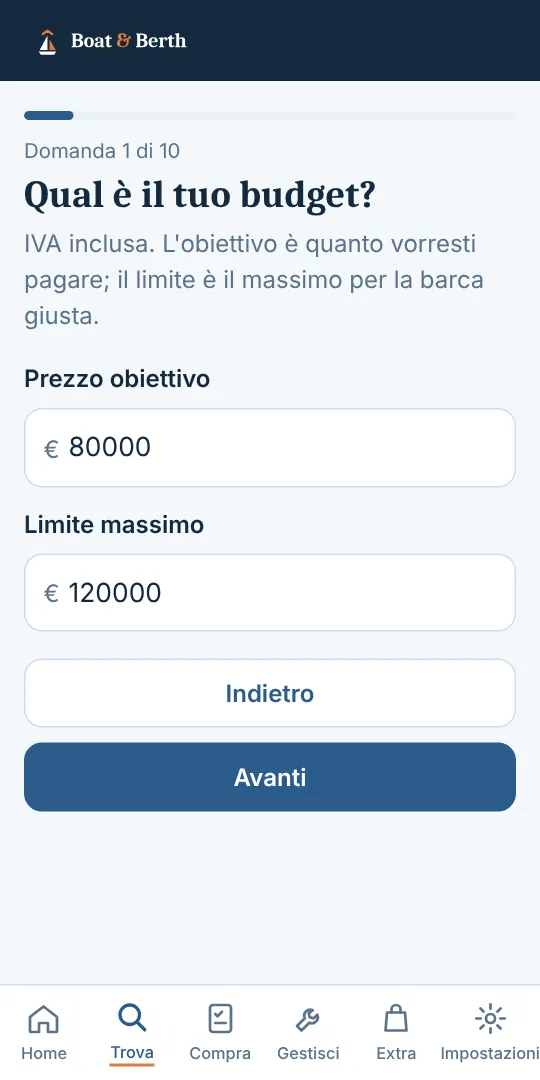 Boat & Berth
Domanda 1 di 10
Qual è il tuo budget?
IVA inclusa. L'obiettivo è quanto vorresti
pagare; il limite è il massimo per la barca
giusta.
Prezzo obiettivo
€ 80000
Limite massimo
€ 120000
Indietro
Avanti
Home Trova Compra Gestisci Extra Impostazioni